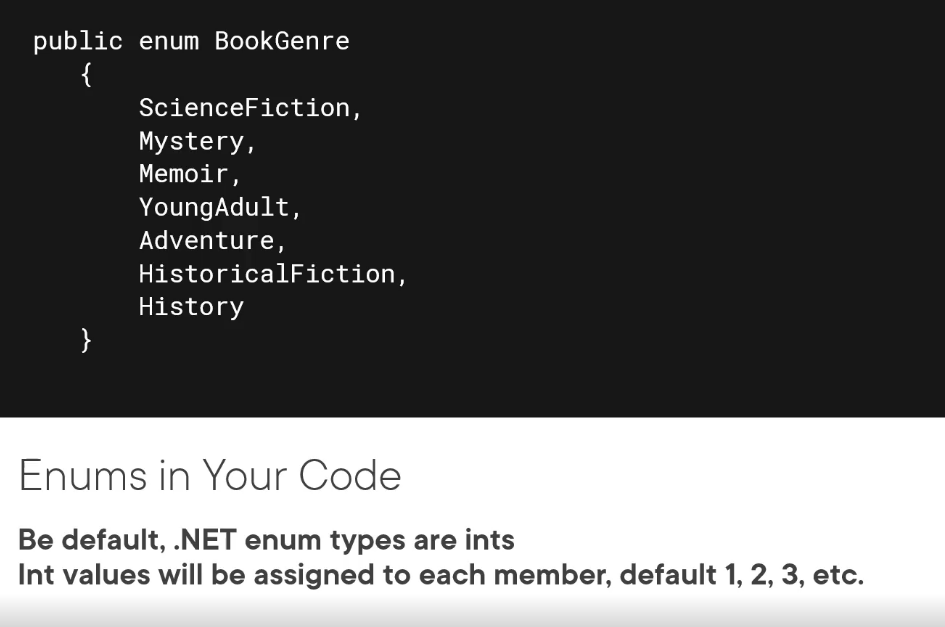 public enum BookGenre
{
ScienceFiction,
Mystery,
Memoir,
YoungAdult,
Adventure,
HistoricalFiction,
History
}
Enums in Your Code
Be default, .NET enum types are ints
Int values will be assigned to each member, default 1, 2, 3, etc.